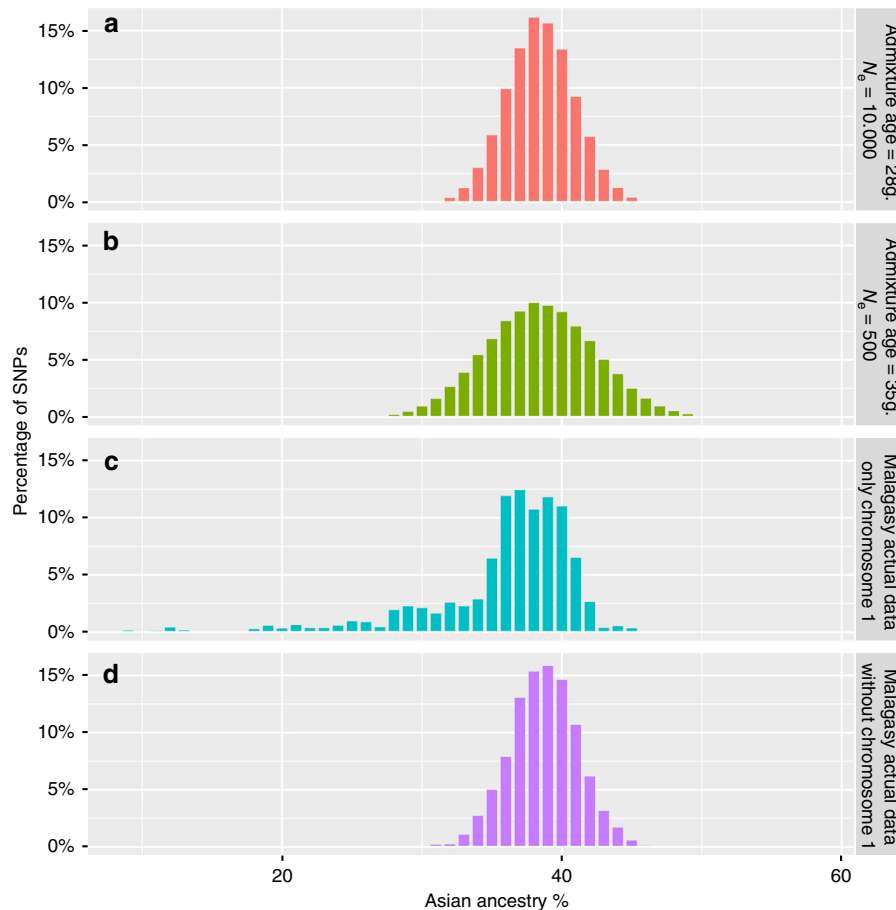 a
15%
10%
5%
0%
Admixture age = 28g.
Ne = 10.000
b
15%
10%
5%
0%
Admixture age = 35g.
Ne = 500
c
15%
10%
5%
0%
Malagasy actual data
only chromosome 1
d
15%
10%
5%
0%
Malagasy actual data
without chromosome 1
Percentage of SNPs
20
40
60
Asian ancestry %